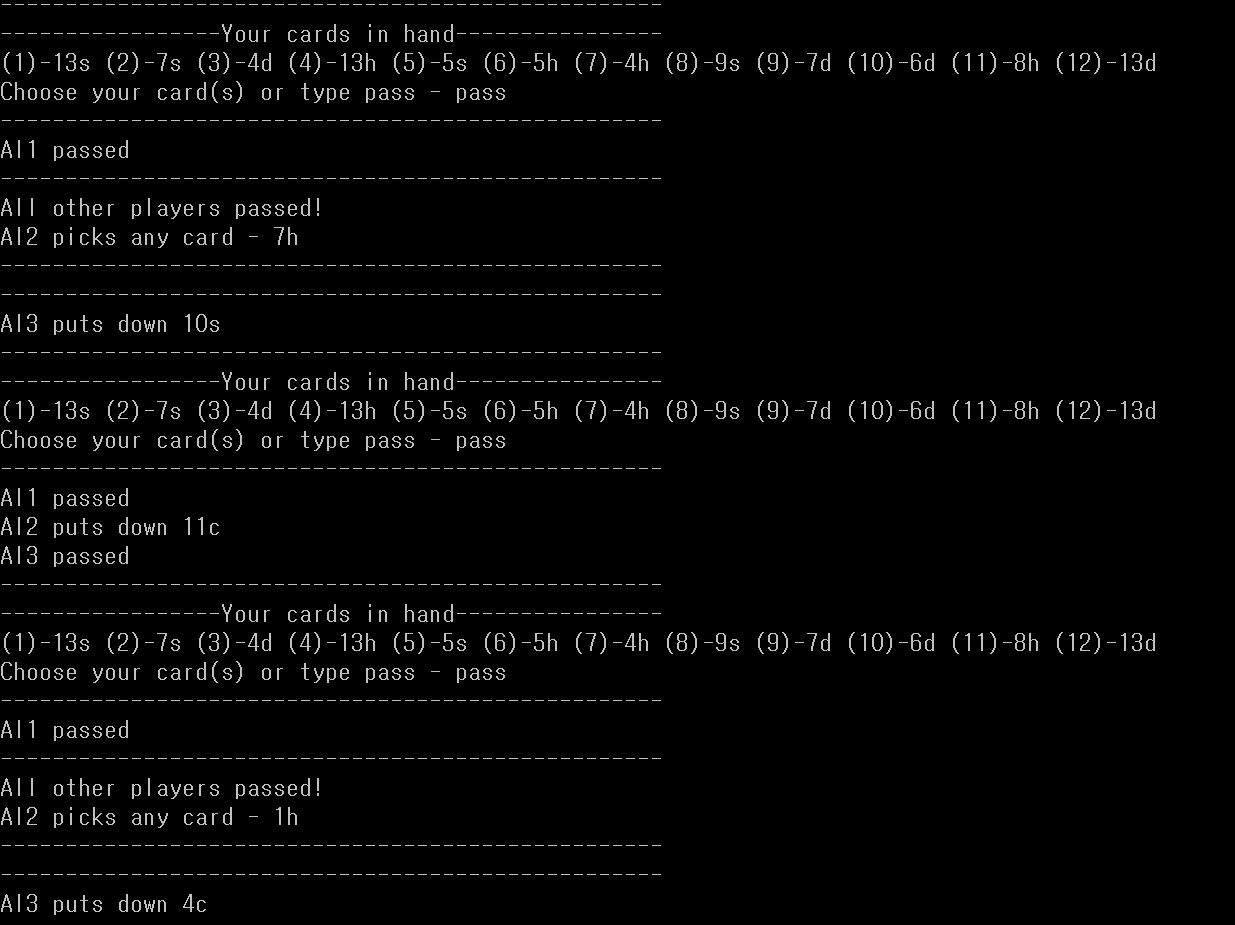 ---------------------------------------------------
-----------------Your cards in hand----------------
(1)-13s (2)-7s (3)-4d (4)-13h (5)-5s (6)-5h (7)-4h (8)-9s (9)-7d (10)-6d (11)-8h (12)-13d
Choose your card(s) or type pass - pass
---------------------------------------------------
AI1 passed
---------------------------------------------------
All other players passed!
AI2 picks any card - 7h
---------------------------------------------------
---------------------------------------------------
AI3 puts down 10s
---------------------------------------------------
-----------------Your cards in hand----------------
(1)-13s (2)-7s (3)-4d (4)-13h (5)-5s (6)-5h (7)-4h (8)-9s (9)-7d (10)-6d (11)-8h (12)-13d
Choose your card(s) or type pass - pass
---------------------------------------------------
AI1 passed
AI2 puts down 11c
AI3 passed
---------------------------------------------------
-----------------Your cards in hand----------------
(1)-13s (2)-7s (3)-4d (4)-13h (5)-5s (6)-5h (7)-4h (8)-9s (9)-7d (10)-6d (11)-8h (12)-13d
Choose your card(s) or type pass - pass
---------------------------------------------------
AI1 passed
---------------------------------------------------
All other players passed!
AI2 picks any card - 1h
---------------------------------------------------
---------------------------------------------------
AI3 puts down 4c